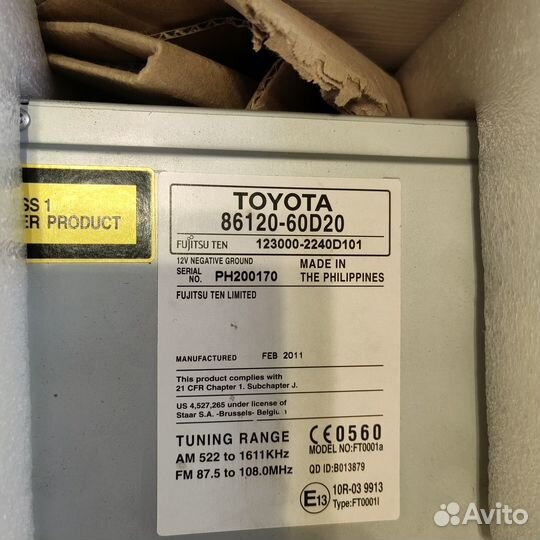 SS 1
ER PRODUCT
TOYOTA
86120-60D20
FUJITSU TEN 123000-2240D101
12V NEGATIVE GROUND
SERIAL NO. PH200170
MADE IN THE PHILIPPINES
FUJITSU TEN LIMITED
MANUFACTURED FEB 2011
This product complies with
21 CFR Chapter 1. Subchapter J.
US 4,527,265 under license of
Staar S.A. -Brussels- Belgium
TUNING RANGE
AM 522 to 1611KHz
FM 87.5 to 108.0MHz
CE0560
MODEL NO:FT0001a
QD ID:B013879
E13 10R-03 9913
Type:FT0001I
Avito